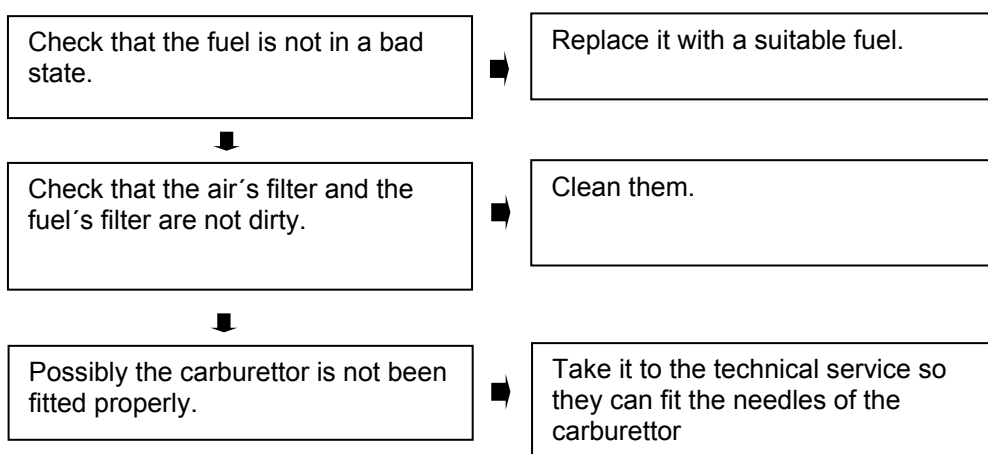 Check that the fuel is not in a bad
state.
Replace it with a suitable fuel.
Check that the air´s filter and the
fuel´s filter are not dirty.
Clean them.
Possibly the carburettor is not been
fitted properly.
Take it to the technical service so
they can fit the needles of the
carburettor